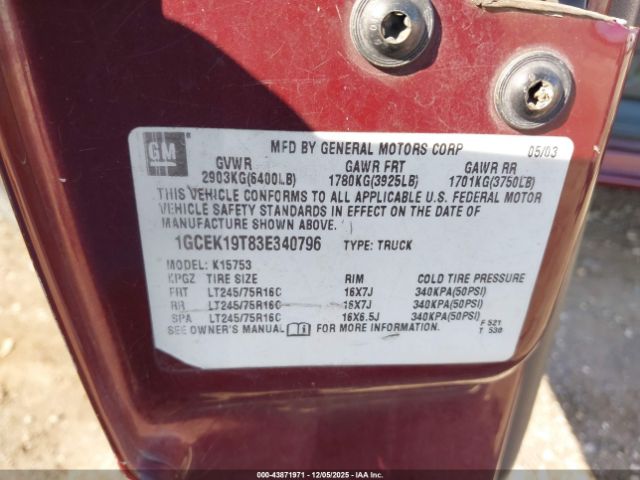 GM
MFD BY GENERAL MOTORS CORP 05/03
GVWR GAWR FRT GAWR RR
2903KG(6400LB) 1780KG(3925LB) 1701KG(3750LB)
THIS VEHICLE CONFORMS TO ALL APPLICABLE U.S. FEDERAL MOTOR
VEHICLE SAFETY STANDARDS IN EFFECT ON THE DATE OF
MANUFACTURE SHOWN ABOVE.
1GCEK19T83E340796 TYPE: TRUCK
MODEL: K15753
KPGZ TIRE SIZE RIM COLD TIRE PRESSURE
FRT LT245/75R16C 16X7J 340KPA(50PSI)
RR LT245/75R16C 16X7J 340KPA(50PSI)
SPA LT245/75R16C 16X6.5J 340KPA(50PSI)
SEE OWNER'S MANUAL FOR MORE INFORMATION. F 521
T 530
000-43871971 - 12/05/2025 - IAAI.COM